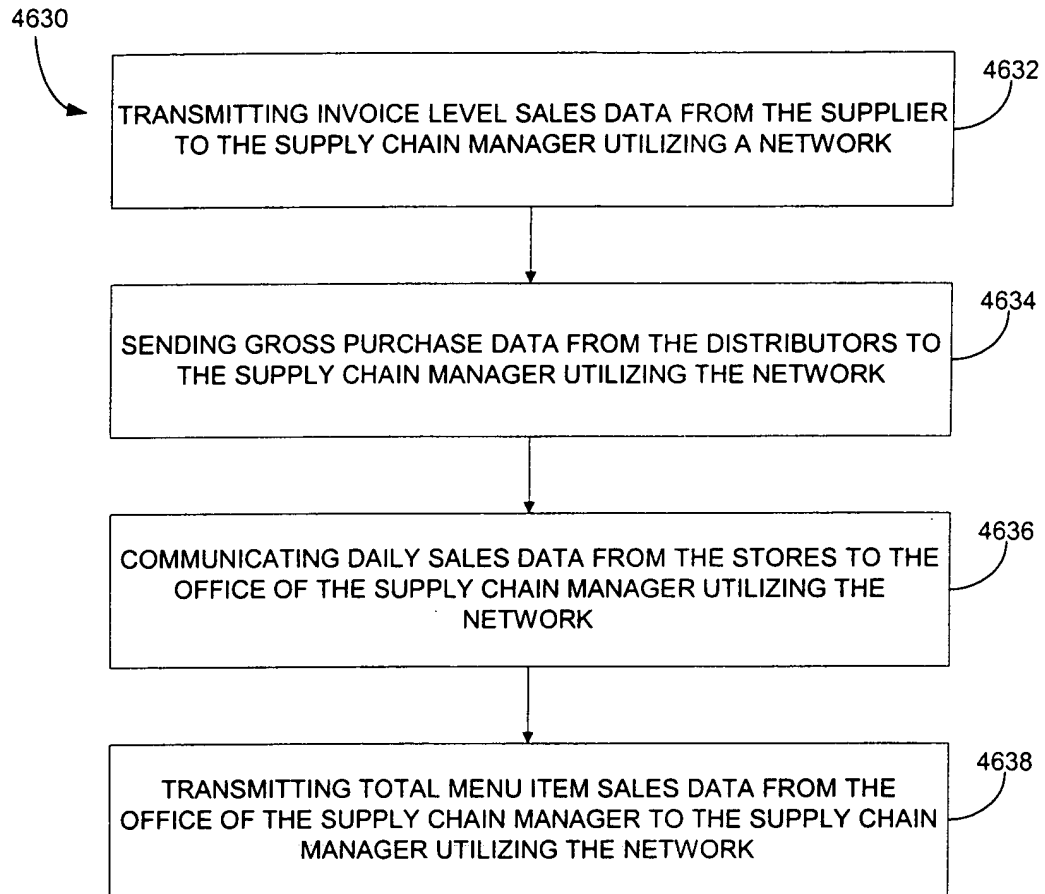 4630
4632
TRANSMITTING INVOICE LEVEL SALES DATA FROM THE SUPPLIER
TO THE SUPPLY CHAIN MANAGER UTILIZING A NETWORK
4634
SENDING GROSS PURCHASE DATA FROM THE DISTRIBUTORS TO
THE SUPPLY CHAIN MANAGER UTILIZING THE NETWORK
4636
COMMUNICATING DAILY SALES DATA FROM THE STORES TO THE
OFFICE OF THE SUPPLY CHAIN MANAGER UTILIZING THE
NETWORK
4638
TRANSMITTING TOTAL MENU ITEM SALES DATA FROM THE
OFFICE OF THE SUPPLY CHAIN MANAGER TO THE SUPPLY CHAIN
MANAGER UTILIZING THE NETWORK